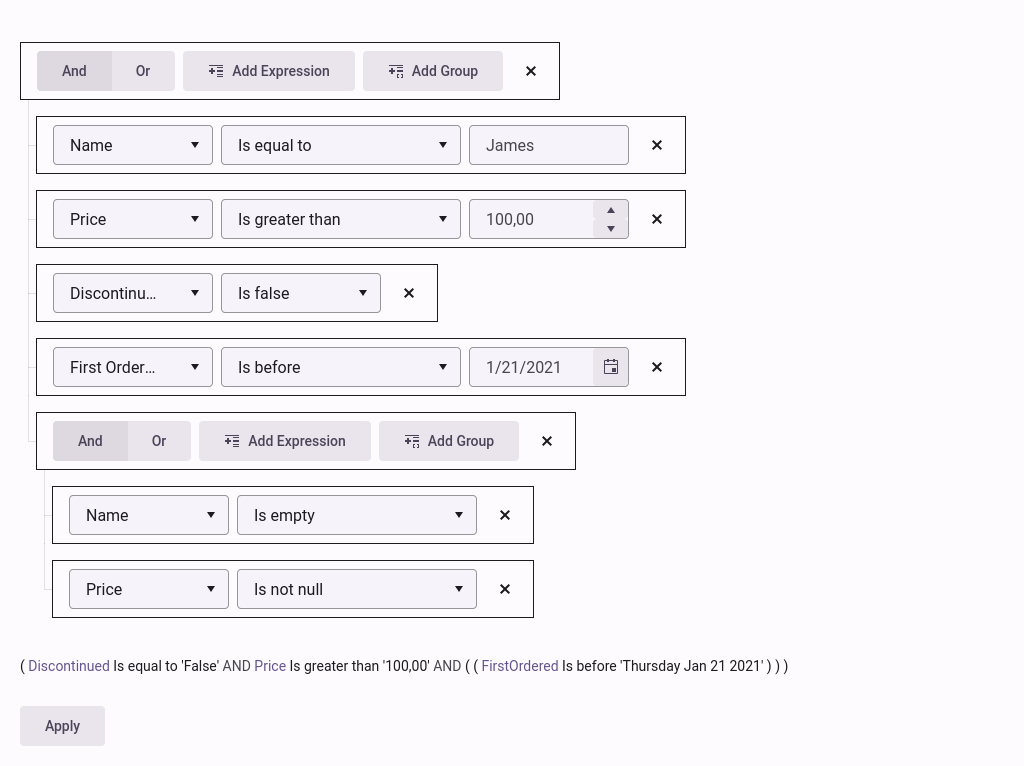 And Or Add Expression Add Group
Name Is equal to James
Price Is greater than 100,00
Discontinu... Is false
First Order... Is before 1/21/2021
And Or Add Expression Add Group
Name Is empty
Price Is not null
( Discontinued Is equal to 'False' AND Price Is greater than '100,00' AND ( ( FirstOrdered Is before 'Thursday Jan 21 2021' ) ) )
Apply